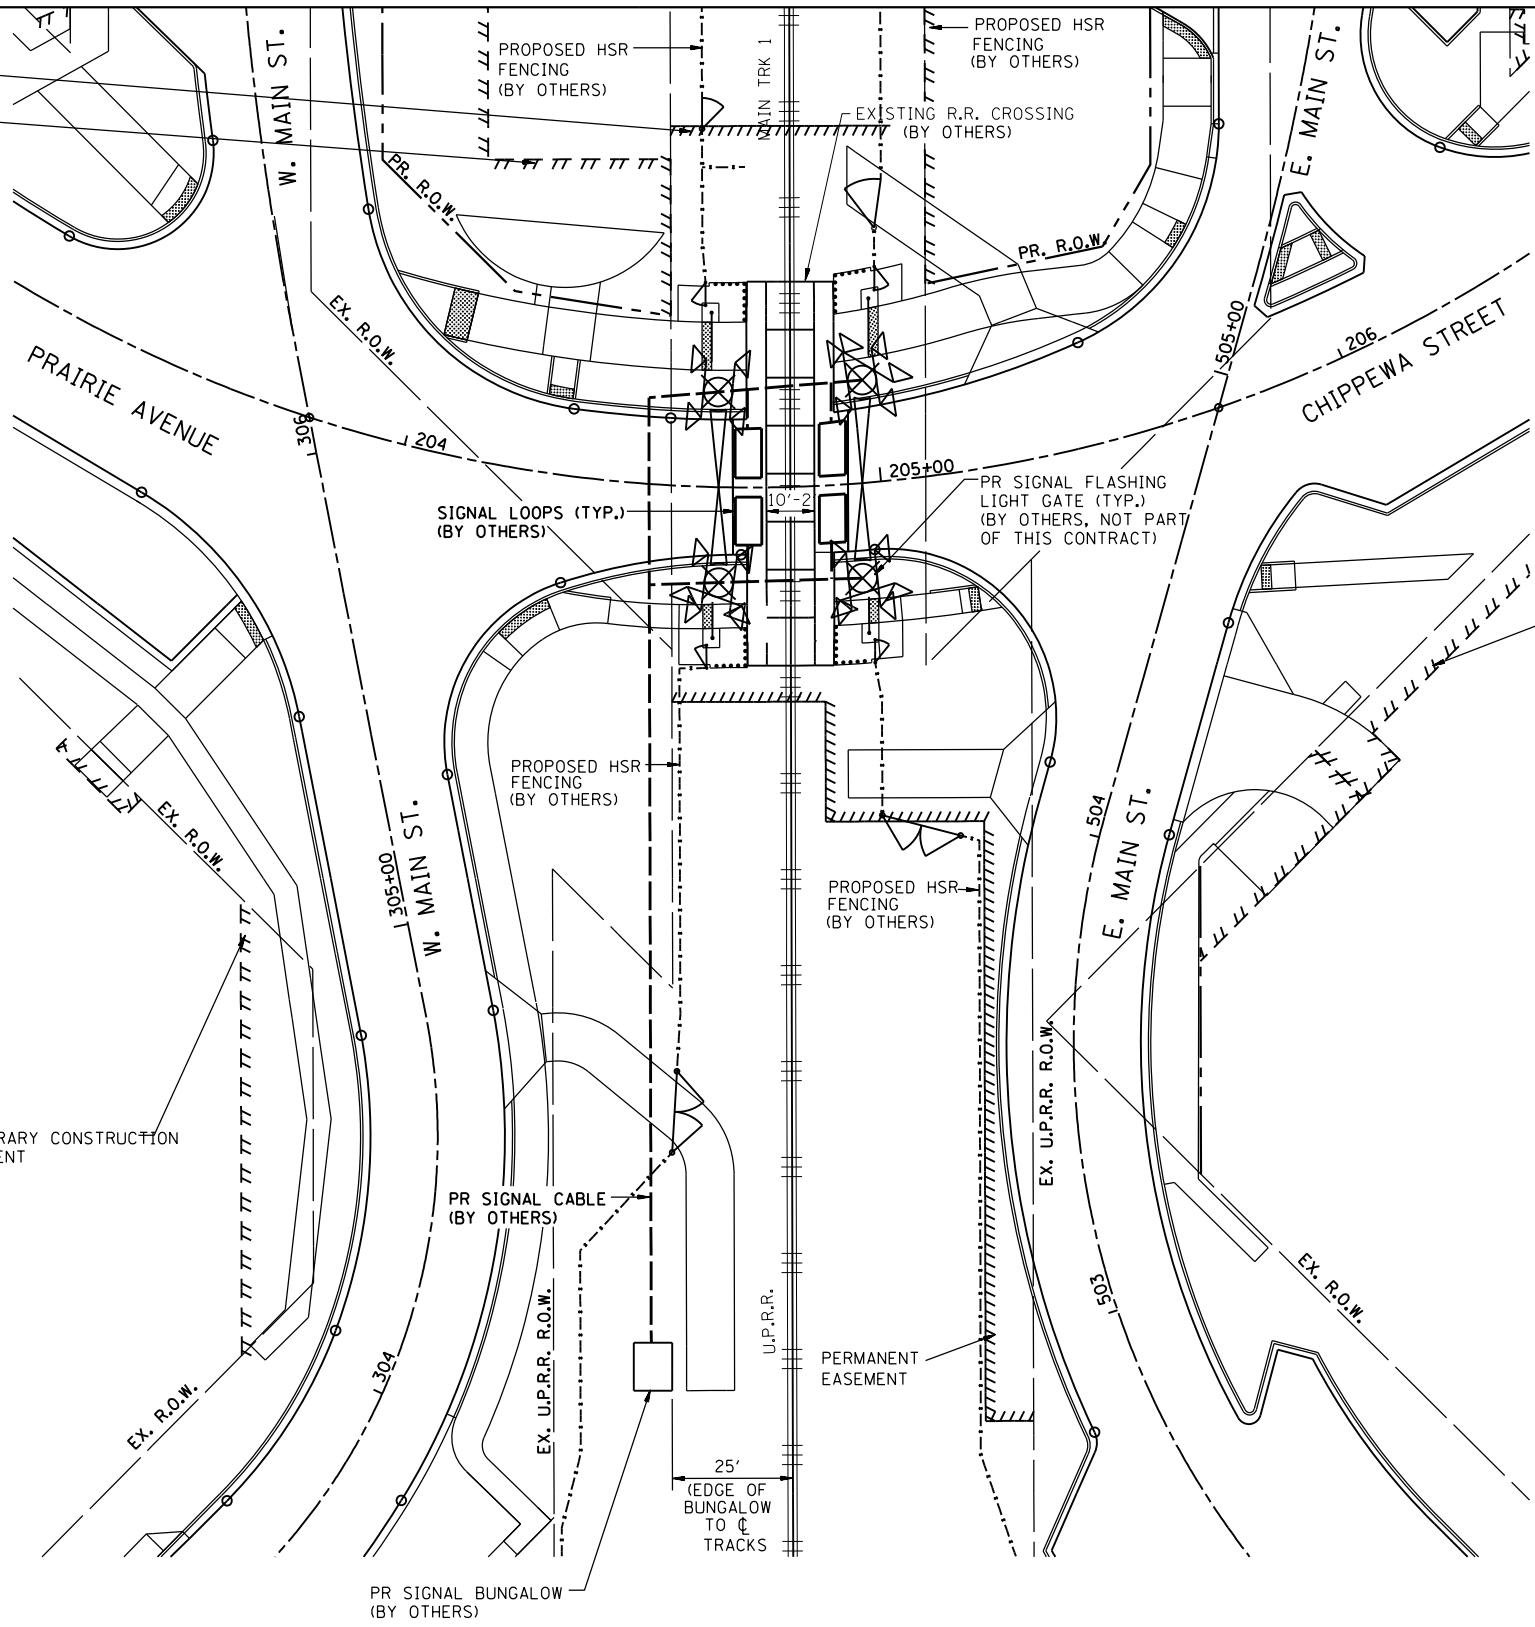 W. MAIN ST.
PROPOSED HSR
FENCING
(BY OTHERS)
MAIN TRK 1
PROPOSED HSR
FENCING
(BY OTHERS)
E. MAIN ST.
EXISTING R.R. CROSSING
(BY OTHERS)
PR. R.O.W.
PR. R.O.W.
EX. R.O.W.
505+00
206
CHIPPEWA STREET
PRAIRIE AVENUE
306
204
205+00
SIGNAL LOOPS (TYP.)
(BY OTHERS)
10'-2
PR SIGNAL FLASHING
LIGHT GATE (TYP.)
(BY OTHERS, NOT PART
OF THIS CONTRACT)
PROPOSED HSR
FENCING
(BY OTHERS)
EX. R.O.W.
305+00
W. MAIN ST.
504
E. MAIN ST.
PROPOSED HSR
FENCING
(BY OTHERS)
EX. U.P.R.R. R.O.W.
RARY CONSTRUCTION
ENT
PR SIGNAL CABLE
(BY OTHERS)
EX. U.P.R.R. R.O.W.
U.P.R.R.
503
EX. R.O.W.
304
EX. R.O.W.
PERMANENT
EASEMENT
25'
(EDGE OF
BUNGALOW
TO ℄
TRACKS
PR SIGNAL BUNGALOW
(BY OTHERS)